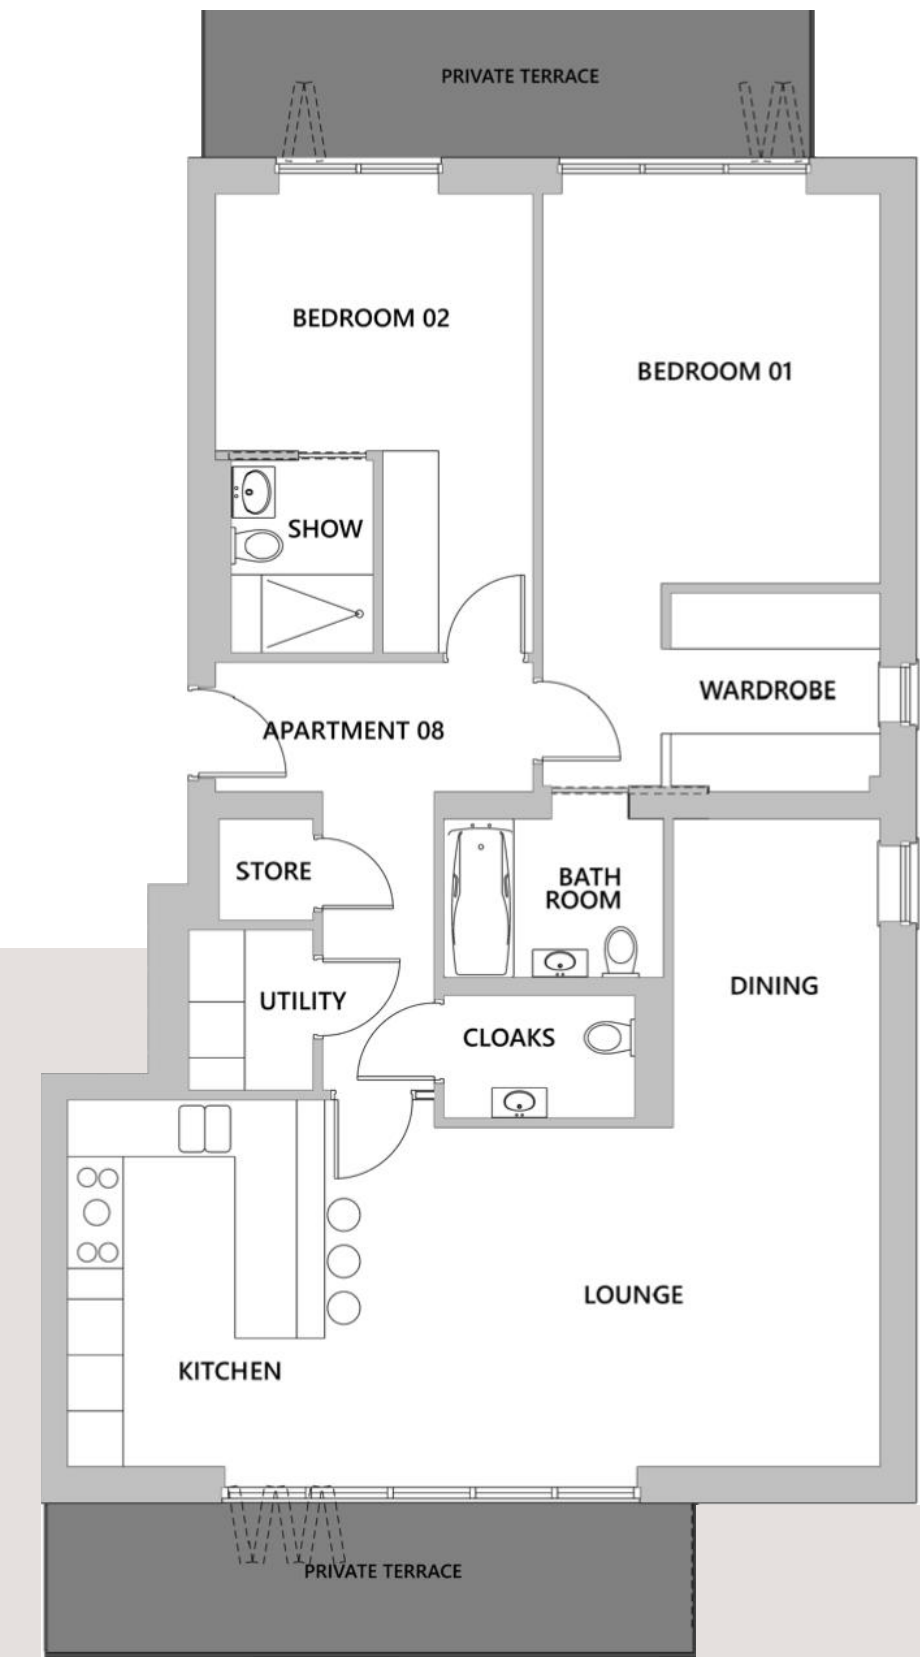 PRIVATE TERRACE
BEDROOM 02
BEDROOM 01
SHOW
WARDROBE
APARTMENT 08
STORE
BATH
ROOM
DINING
UTILITY
CLOAKS
LOUNGE
KITCHEN
PRIVATE TERRACE